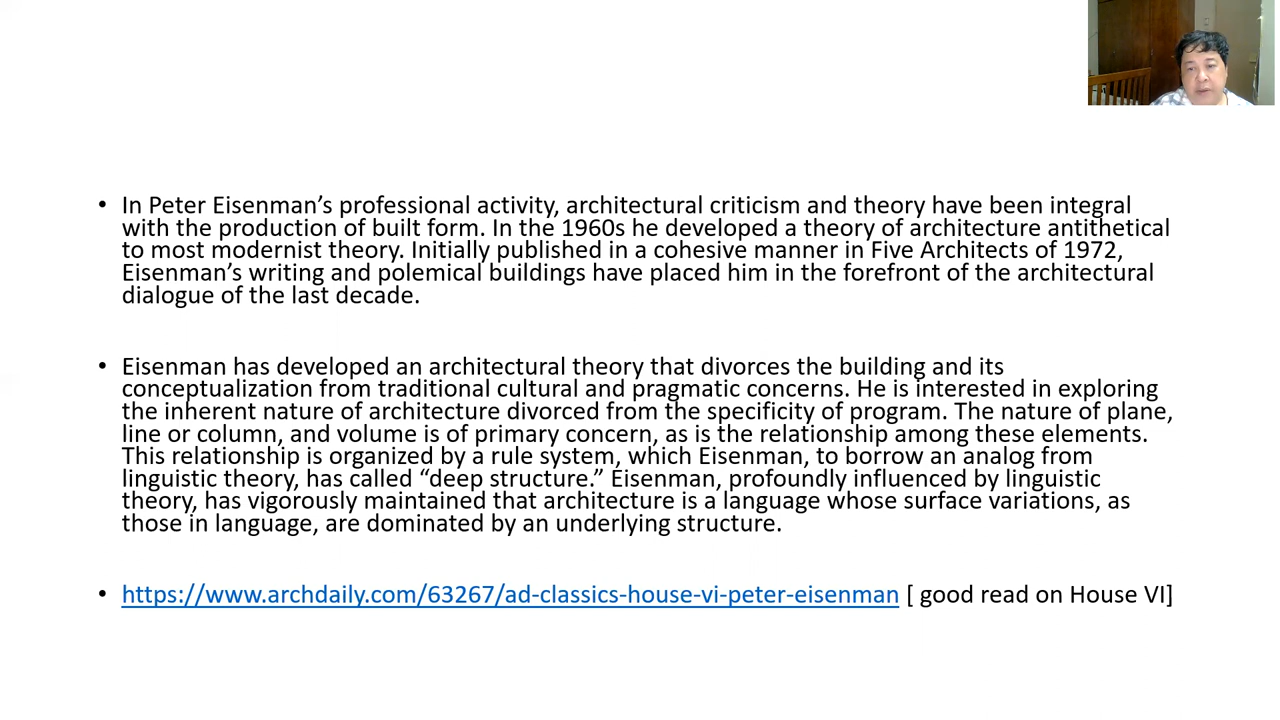 • In Peter Eisenman’s professional activity, architectural criticism and theory have been integral
with the production of built form. In the 1960s he developed a theory of architecture antithetical
to most modernist theory. Initially published in a cohesive manner in Five Architects of 1972,
Eisenman’s writing and polemical buildings have placed him in the forefront of the architectural
dialogue of the last decade.
• Eisenman has developed an architectural theory that divorces the building and its
conceptualization from traditional cultural and pragmatic concerns. He is interested in exploring
the inherent nature of architecture divorced from the specificity of program. The nature of plane,
line or column, and volume is of primary concern, as is the relationship among these elements.
This relationship is organized by a rule system, which Eisenman, to borrow an analog from
linguistic theory, has called “deep structure.” Eisenman, profoundly influenced by linguistic
theory, has vigorously maintained that architecture is a language whose surface variations, as
those in language, are dominated by an underlying structure.
• https://www.archdaily.com/63267/ad-classics-house-vi-peter-eisenman [ good read on House VI]